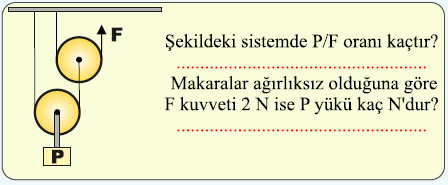 F
Şekildeki sistemde P/F oranı kaçtır?
..................................................
Makaralar ağırlıksız olduğuna göre
F kuvveti 2 N ise P yükü kaç N'dur?
..................................................
P